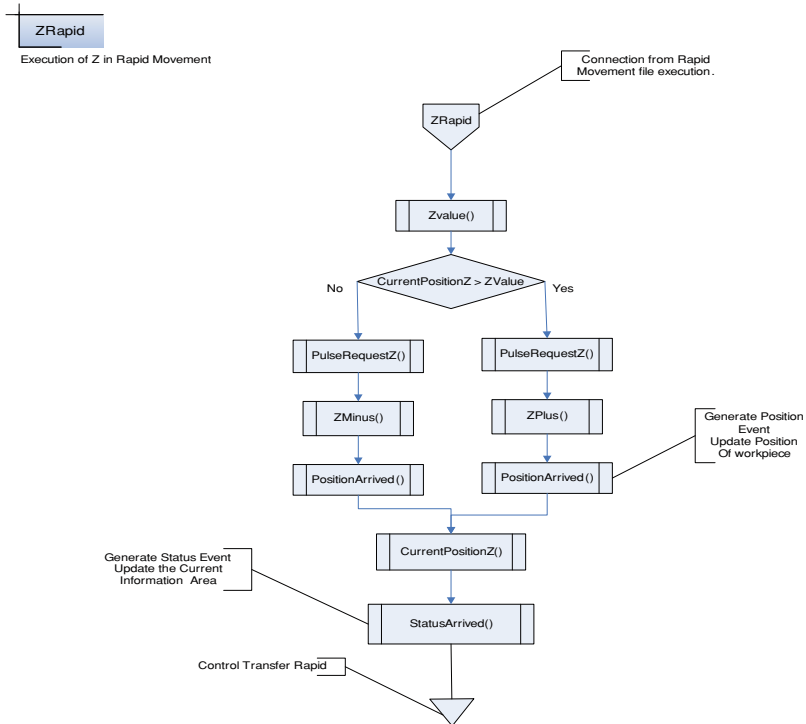 ZRapid
Execution of Z in Rapid Movement
Connection from Rapid
Movement file execution.
ZRapid
Zvalue()
CurrentPositionZ > ZValue
No
Yes
PulseRequestZ()
PulseRequestZ()
ZMinus()
ZPlus()
Generate Position
Event
Update Position
Of workpiece
PositionArrived()
PositionArrived()
CurrentPositionZ()
Generate Status Event
Update the Current
Information Area
StatusArrived()
Control Transfer Rapid